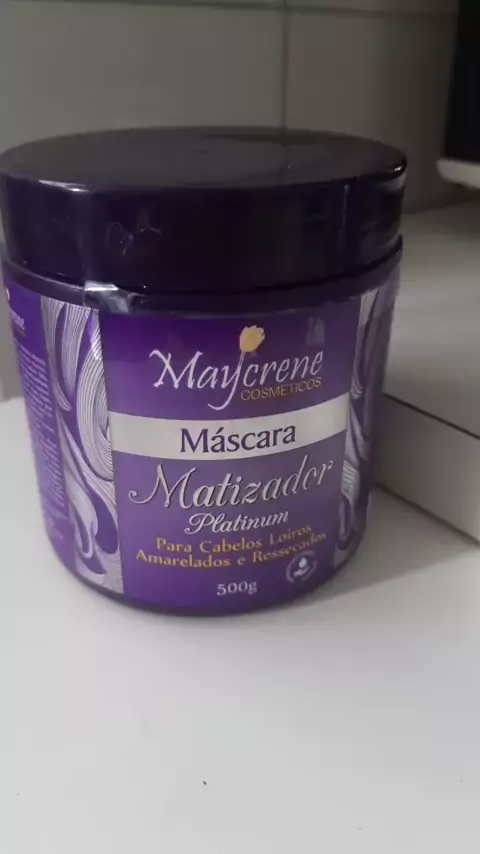 Maycrene
COSMÉTICOS
Máscara
Matizador
Platinum
Para Cabelos Loiros
Amarelados e Ressecados
500g